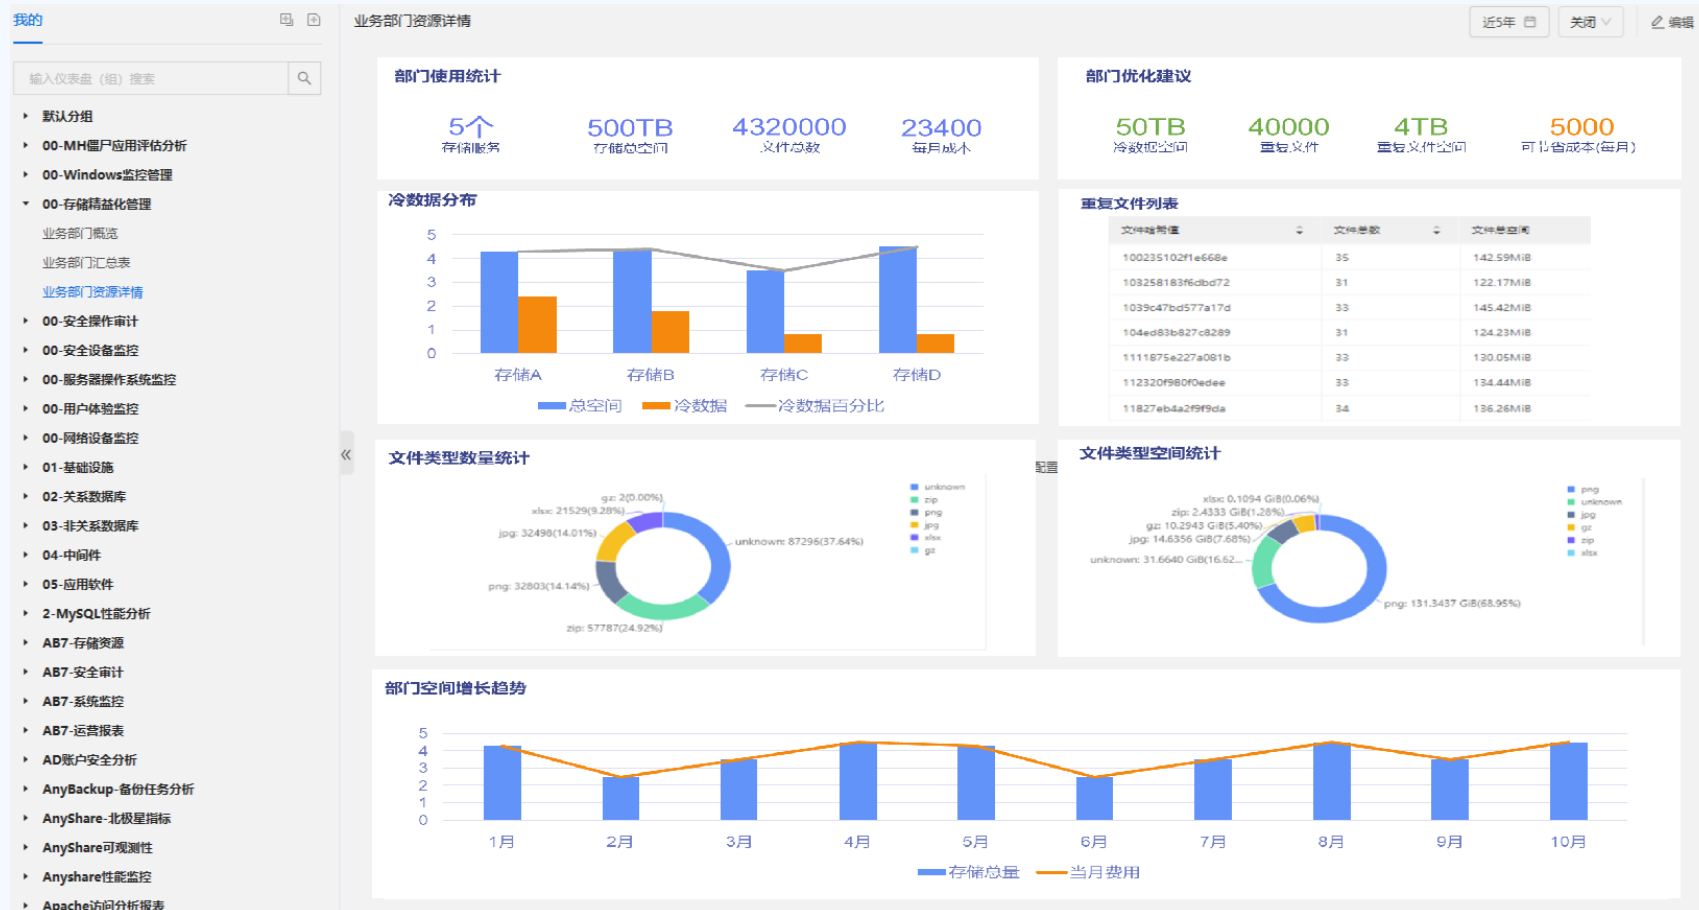 我的
输入仪表盘（组）搜索
默认分组
00-MH僵尸应用评估分析
00-Windows监控管理
00-存储精益化管理
业务部门概览
业务部门汇总表
业务部门资源详情
00-安全操作审计
00-安全设备监控
00-服务器操作系统监控
00-用户体验监控
00-网络设备监控
01-基础设施
02-关系数据库
03-非关系数据库
04-中间件
05-应用软件
2-MySQL性能分析
AB7-存储资源
AB7-安全审计
AB7-系统监控
AB7-运营报表
AD账户安全分析
AnyBackup-备份任务分析
AnyShare-北极星指标
AnyShare可观测性
Anyshare性能监控
Apache访问分析报表
业务部门资源详情
近5年
关闭
编辑
部门使用统计
5个 500TB 4320000 23400
存储服务 存储总空间 文件总数 每月成本
部门优化建议
50TB 40000 4TB 5000
冷数据空间 重复文件 重复文件空间 可节省成本(每月)
冷数据分布
5
4
3
2
1
0
存储A 存储B 存储C 存储D
总空间 冷数据 冷数据百分比
重复文件列表
文件哈希值 文件总数 文件总空间
100235102f1e668e 35 142.59MiB
103258183f6dbd72 31 122.17MiB
1039c47bd577a17d 33 145.42MiB
104ed83b827c8289 31 124.23MiB
1111875e227a081b 33 130.05MiB
112320f980f0edee 33 134.44MiB
11827eb4a2f9f9da 34 136.26MiB
文件类型数量统计
gz: 2(0.00%)
xlsx: 21529(9.28%)
jpg: 32498(14.01%)
png: 32803(14.14%)
zip: 57787(24.92%)
unknown: 87296(37.64%)
unknown
zip
png
jpg
xlsx
gz
配置
文件类型空间统计
xlsx: 0.1094 GiB(0.06%)
zip: 2.4333 GiB(1.28%)
gz: 10.2943 GiB(5.40%)
jpg: 14.6356 GiB(7.68%)
unknown: 31.6640 GiB(16.62...
png: 131.3437 GiB(68.95%)
png
unknown
jpg
gz
zip
xlsx
部门空间增长趋势
5
4
3
2
1
0
1月 2月 3月 4月 5月 6月 7月 8月 9月 10月
存储总量 当月费用